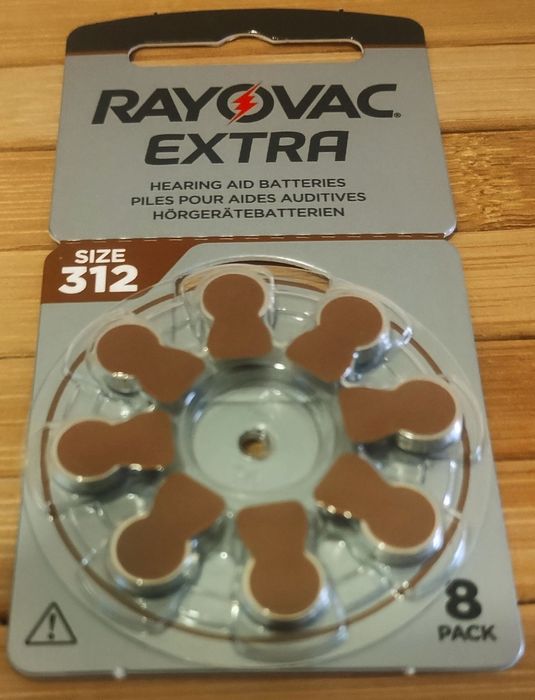 RAYOVAC®
EXTRA
HEARING AID BATTERIES
PILES POUR AIDES AUDITIVES
HÖRGERÄTEBATTERIEN
SIZE
312
8
PACK